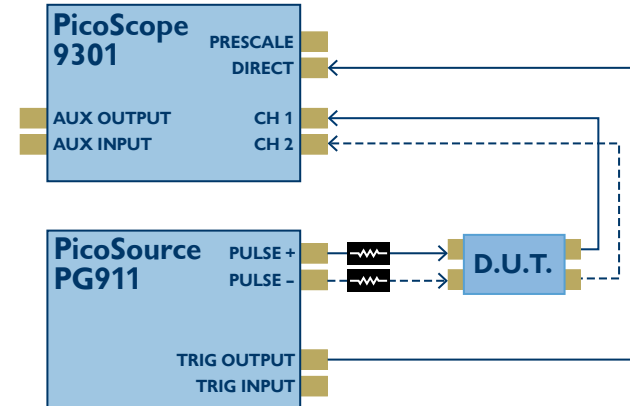 PicoScope
9301
PRESCALE
DIRECT
AUX OUTPUT
CH 1
AUX INPUT
CH 2
PicoSource
PG911
PULSE +
PULSE –
D.U.T.
TRIG OUTPUT
TRIG INPUT